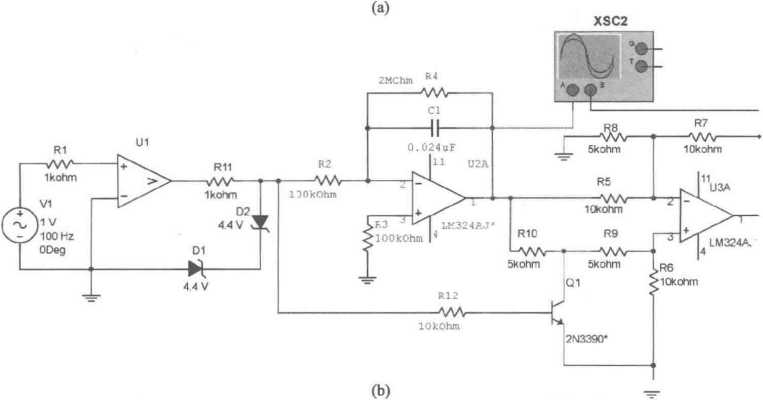 (a)
XSC2
G
T
A
B
2MOhm
R4
C1
0.024uF
11
U2A
R8
5kohm
R7
10kohm
R1
1kohm
U1
V
R11
1kohm
R2
100kOhm
2
3
1
4
LM324AJ*
R5
10kohm
11
U3A
2
3
1
4
LM324A.
V1
1 V
100 Hz
0Deg
D2
4.4 V
D1
4.4 V
R3
100kOhm
R10
5kohm
R9
5kohm
R6
10kohm
Q1
R12
10kOhm
2N3390*
(b)